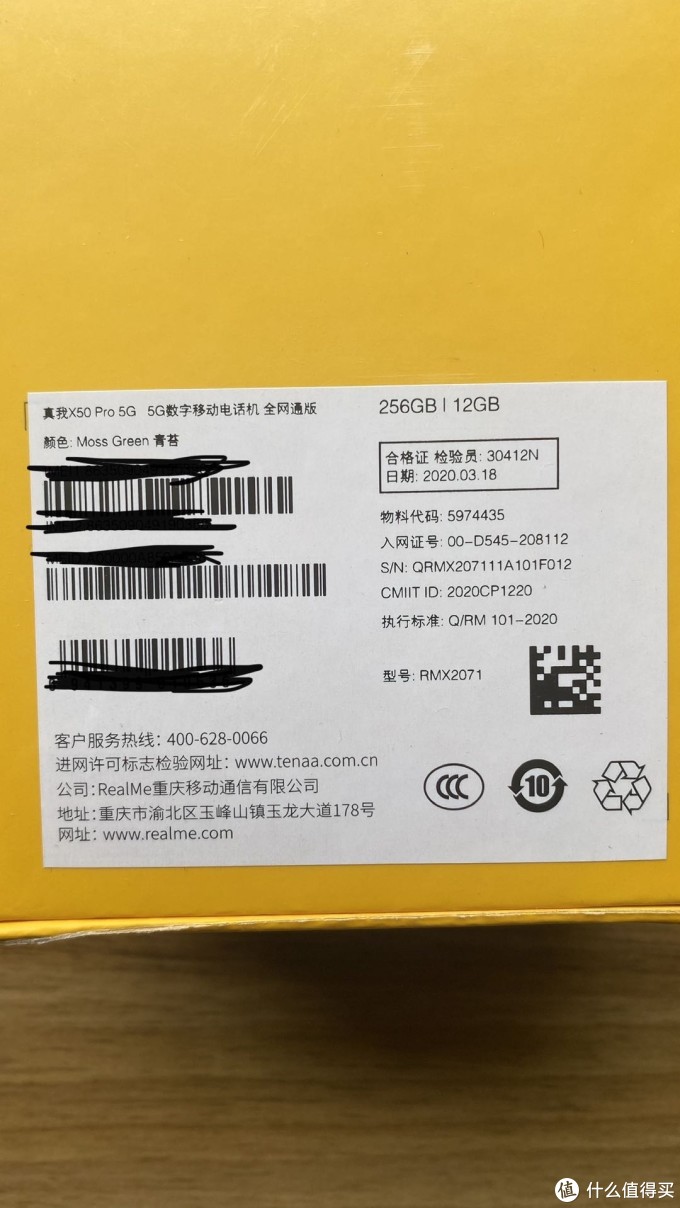 真我X50 Pro 5G 5G数字移动电话机 全网通版
颜色: Moss Green 青苔
256GB | 12GB
合格证 检验员: 30412N
日期: 2020.03.18
物料代码: 5974435
入网证号: 00-D545-208112
S/N: QRMX207111A101F012
CMIIT ID: 2020CP1220
执行标准: Q/RM 101-2020
型号: RMX2071
客户服务热线: 400-628-0066
进网许可标志检验网址: www.tenaa.com.cn
公司: RealMe重庆移动通信有限公司
地址: 重庆市渝北区玉峰山镇玉龙大道178号
网址: www.realme.com
CCC
10
值 什么值得买